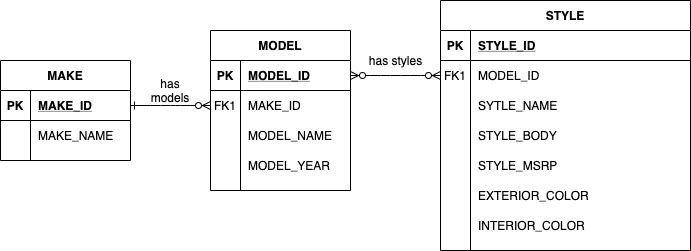 MAKE
PK MAKE_ID
MAKE_NAME
has
models
MODEL
PK MODEL_ID
FK1 MAKE_ID
MODEL_NAME
MODEL_YEAR
has styles
STYLE
PK STYLE_ID
FK1 MODEL_ID
SYTLE_NAME
STYLE_BODY
STYLE_MSRP
EXTERIOR_COLOR
INTERIOR_COLOR